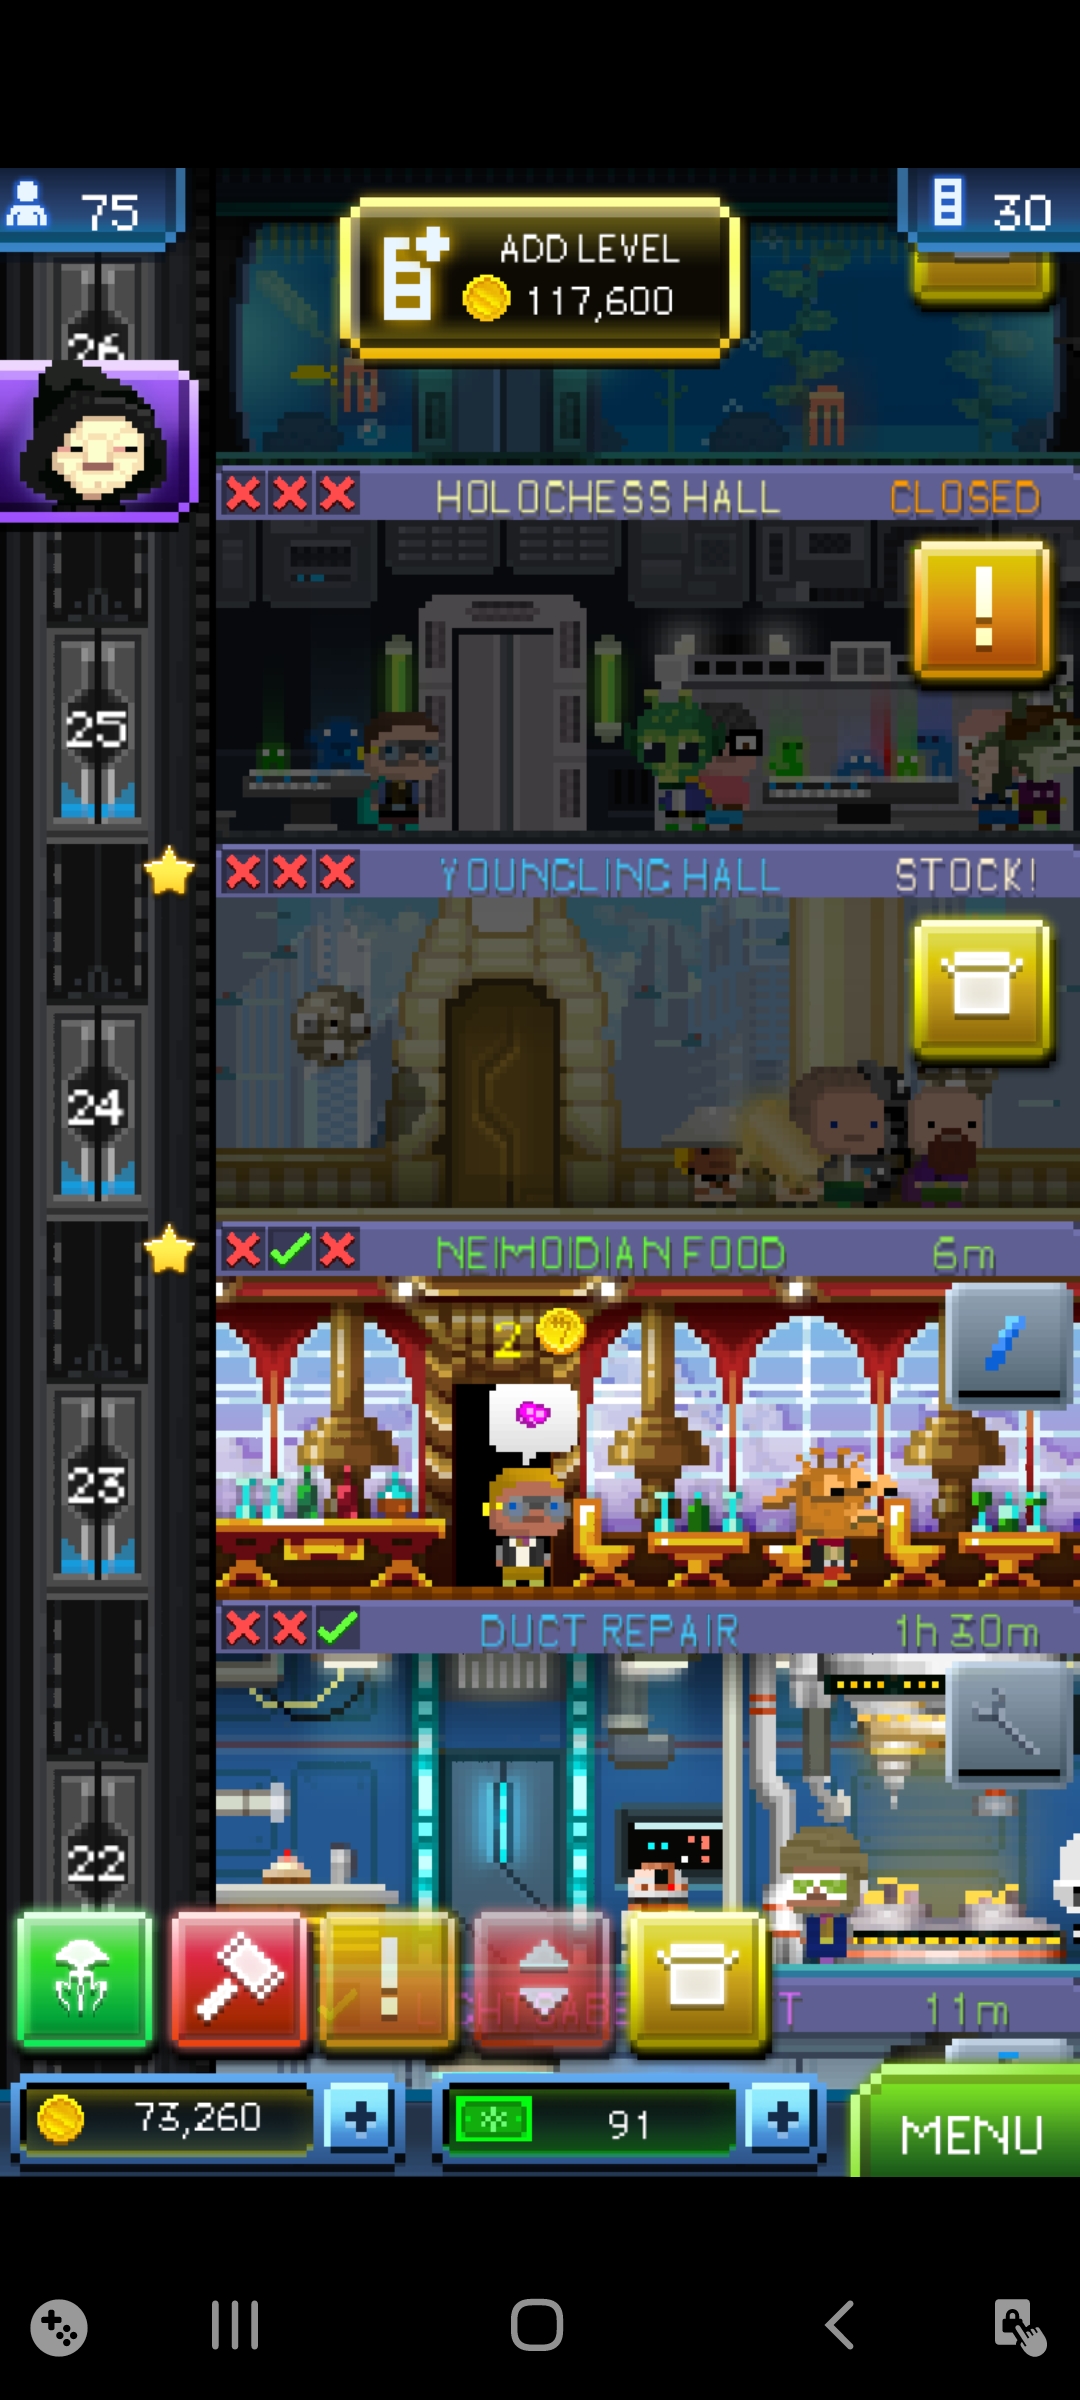 75
ADD LEVEL
117,600
30
26
HOLOCHESS HALL
CLOSED
!
25
YOUNGLING HALL
STOCK!
24
NEIMOIDIAN FOOD
6m
2
23
DUCT REPAIR
1h 30m
22
!
11m
73,260
+
91
+
MENU